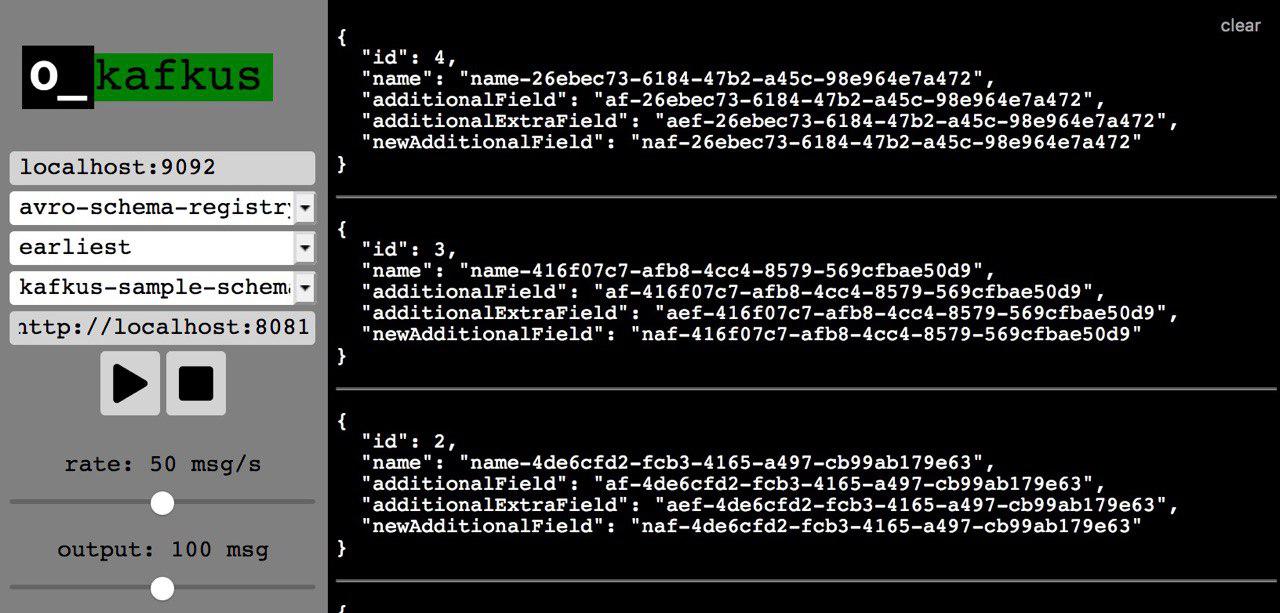 o_kafkus
localhost:9092
avro-schema-registry
earliest
kafkus-sample-schema
http://localhost:8081
rate: 50 msg/s
output: 100 msg
clear
{
"id": 4,
"name": "name-26ebec73-6184-47b2-a45c-98e964e7a472",
"additionalField": "af-26ebec73-6184-47b2-a45c-98e964e7a472",
"additionalExtraField": "aef-26ebec73-6184-47b2-a45c-98e964e7a472",
"newAdditionalField": "naf-26ebec73-6184-47b2-a45c-98e964e7a472"
}
{
"id": 3,
"name": "name-416f07c7-afb8-4cc4-8579-569cfbae50d9",
"additionalField": "af-416f07c7-afb8-4cc4-8579-569cfbae50d9",
"additionalExtraField": "aef-416f07c7-afb8-4cc4-8579-569cfbae50d9",
"newAdditionalField": "naf-416f07c7-afb8-4cc4-8579-569cfbae50d9"
}
{
"id": 2,
"name": "name-4de6cfd2-fcb3-4165-a497-cb99ab179e63",
"additionalField": "af-4de6cfd2-fcb3-4165-a497-cb99ab179e63",
"additionalExtraField": "aef-4de6cfd2-fcb3-4165-a497-cb99ab179e63",
"newAdditionalField": "naf-4de6cfd2-fcb3-4165-a497-cb99ab179e63"
}
{